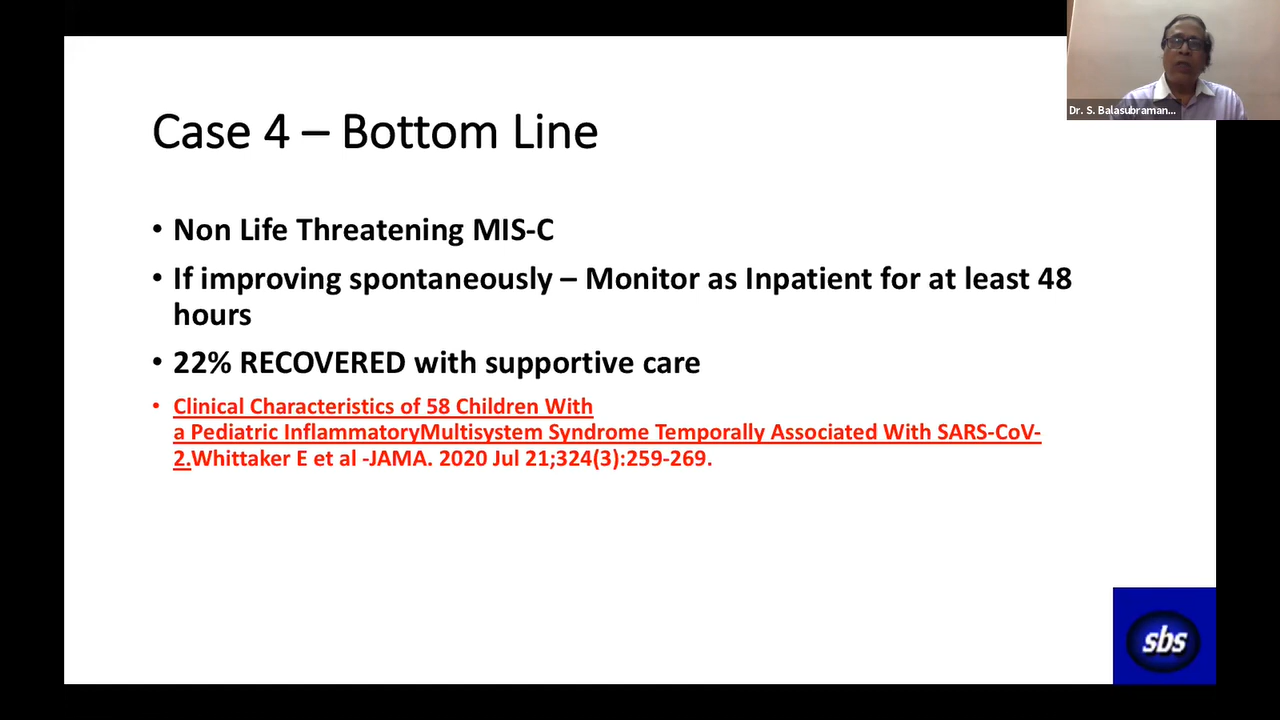 Dr. S. Balasubraman...
Case 4 – Bottom Line
• Non Life Threatening MIS-C
• If improving spontaneously – Monitor as Inpatient for at least 48
hours
• 22% RECOVERED with supportive care
• Clinical Characteristics of 58 Children With
a Pediatric InflammatoryMultisystem Syndrome Temporally Associated With SARS-CoV-
2.Whittaker E et al -JAMA. 2020 Jul 21;324(3):259-269.
sbs